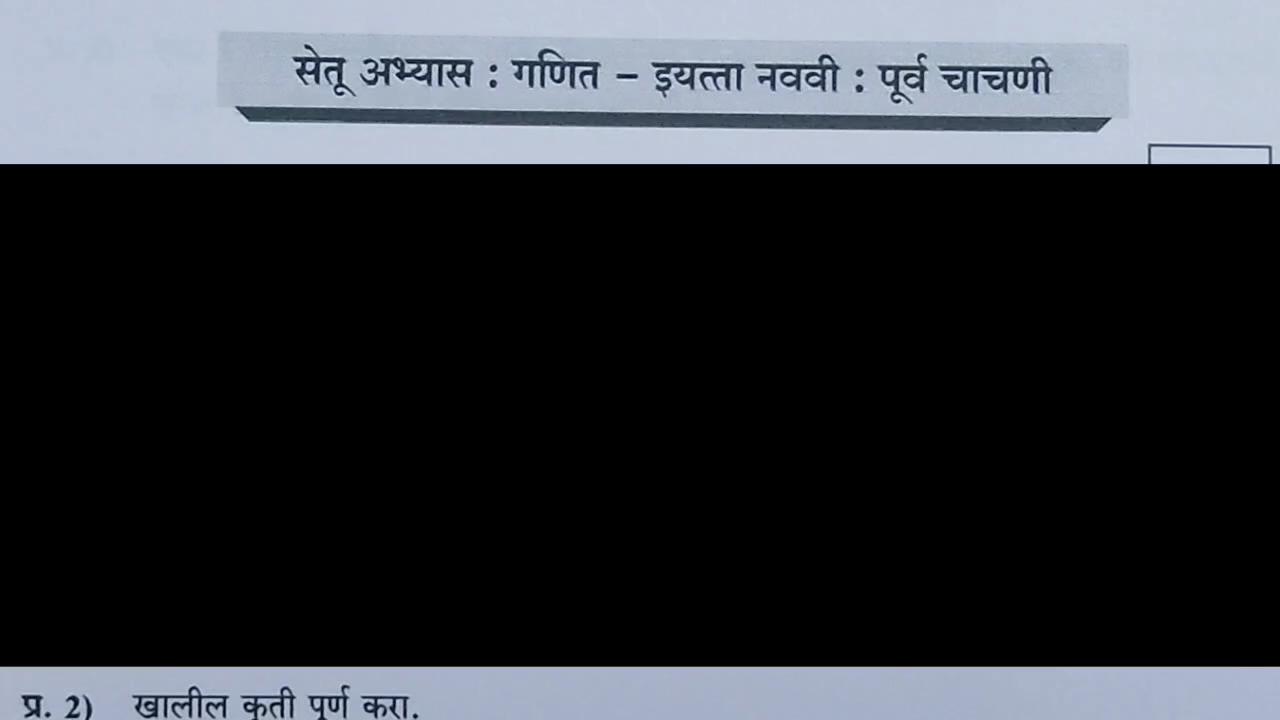 सेतू अभ्यास : गणित – इयत्ता नववी : पूर्व चाचणी
प्र. 2) खालील कृती पूर्ण करा.